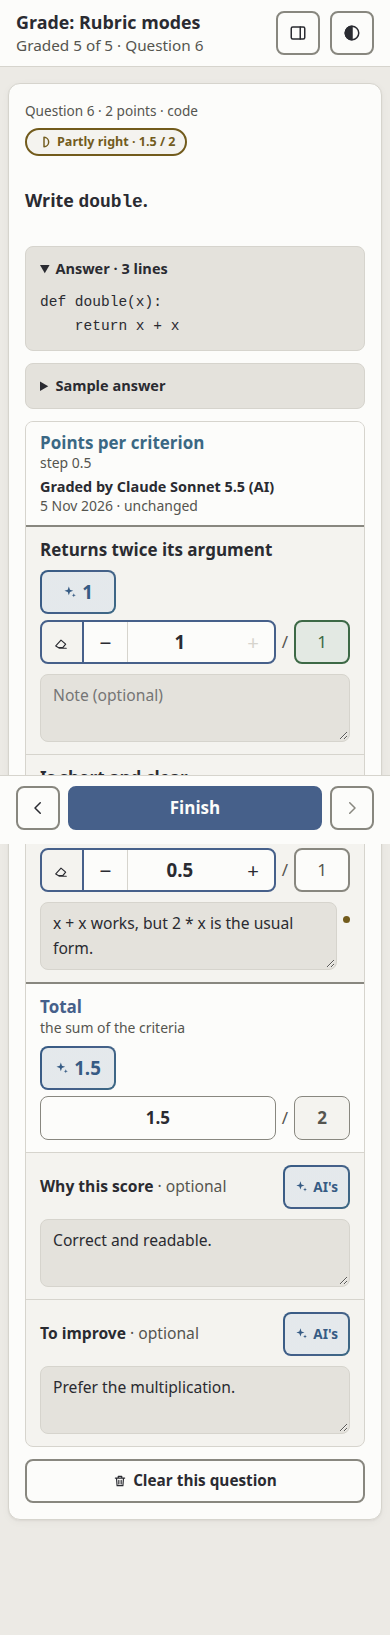 Grade: Rubric modes
Graded 5 of 5 · Question 6
Question 6 · 2 points · code
Partly right · 1.5 / 2
Write double.
Answer · 3 lines
def double(x):
    return x + x
Sample answer
Points per criterion
step 0.5
Graded by Claude Sonnet 5.5 (AI)
5 Nov 2026 · unchanged
Returns twice its argument
1
− 1 + / 1
Note (optional)
Finish
− 0.5 + / 1
x + x works, but 2 * x is the usual
form.
Total
the sum of the criteria
1.5
1.5 / 2
Why this score · optional AI's
Correct and readable.
To improve · optional AI's
Prefer the multiplication.
Clear this question